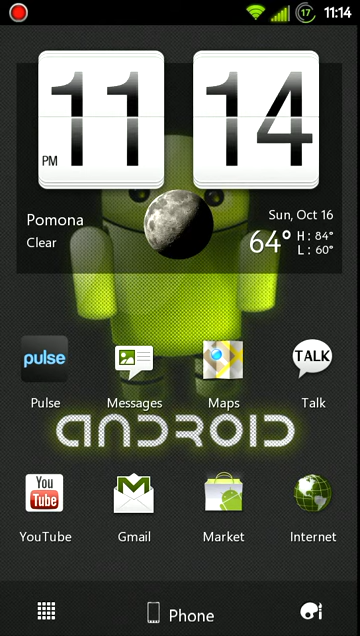 17 11:14
11 14
PM
Pomona
Clear
Sun, Oct 16
64° H: 84°
L: 60°
pulse
TALK
Pulse
Messages
Maps
Talk
ANDROID
You
Tube
YouTube
Gmail
Market
Internet
Phone